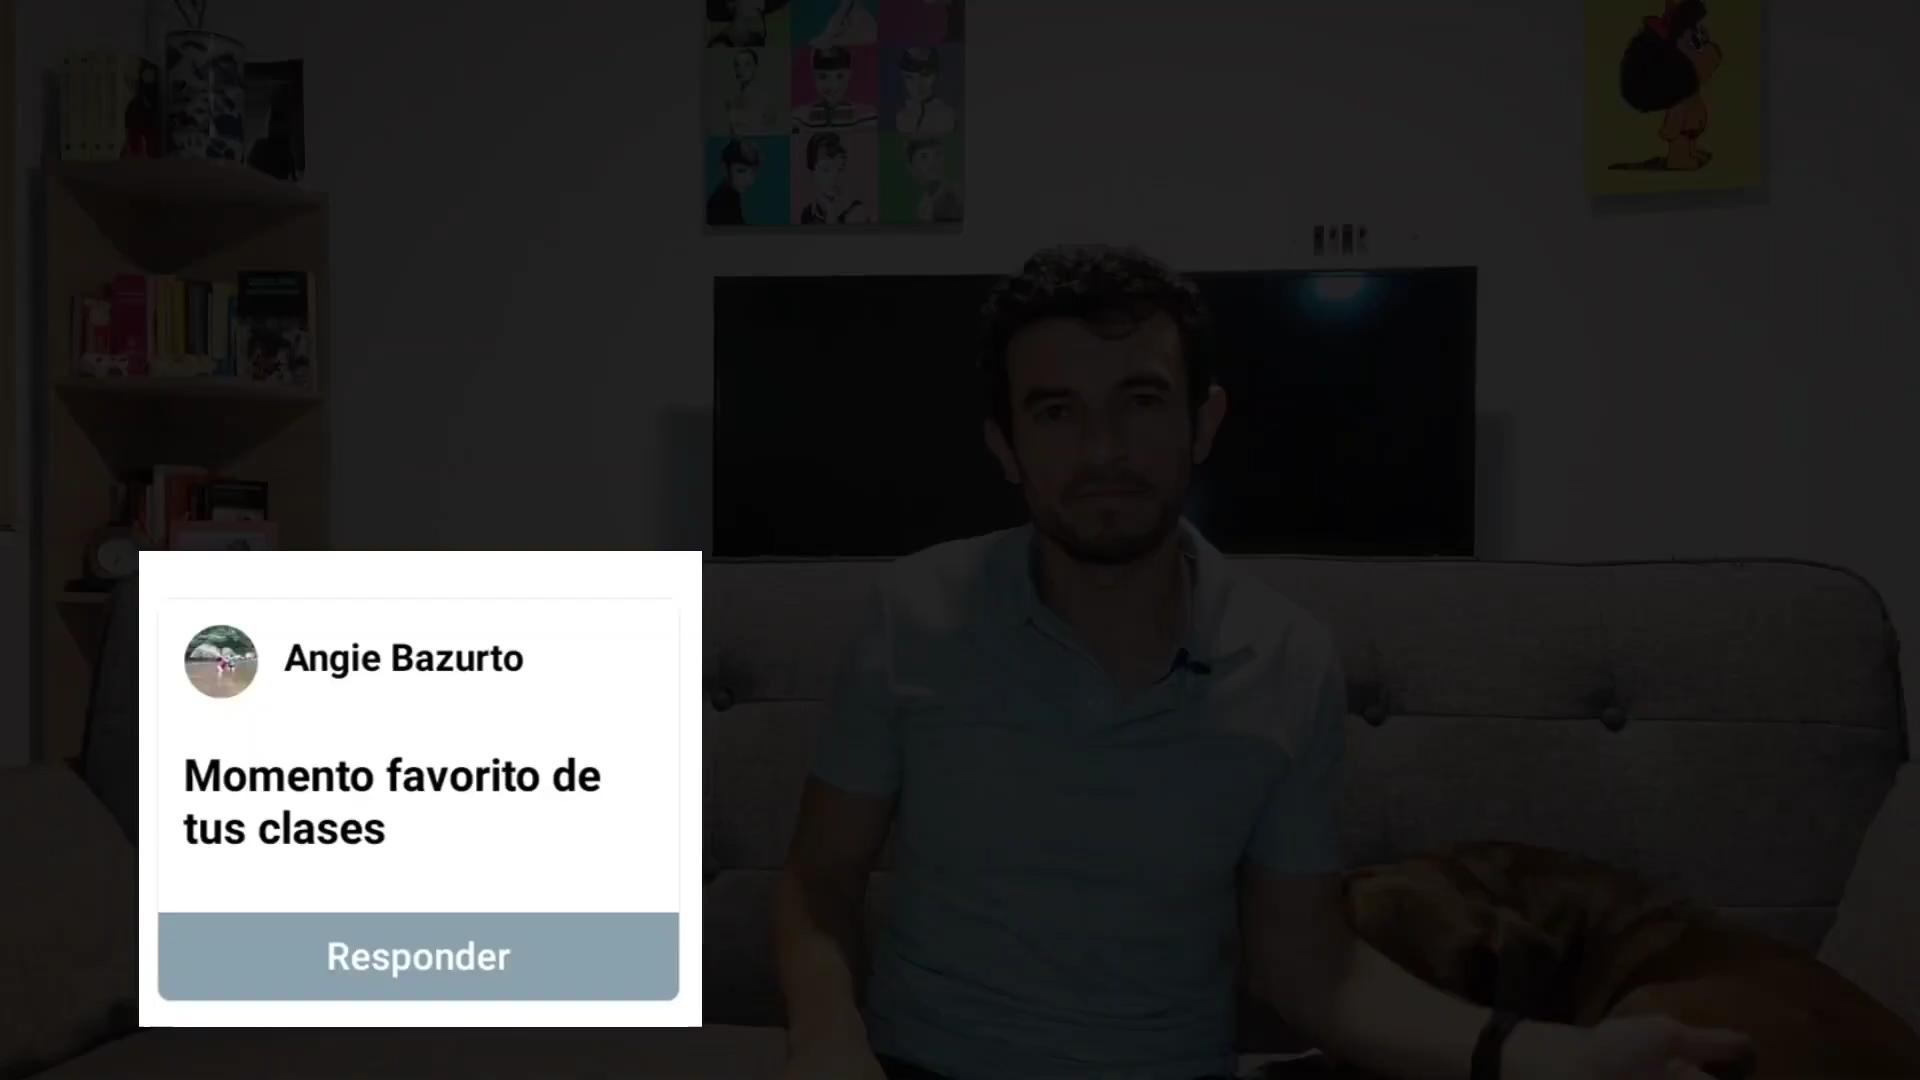 Angie Bazurto
Momento favorito de
tus clases
Responder